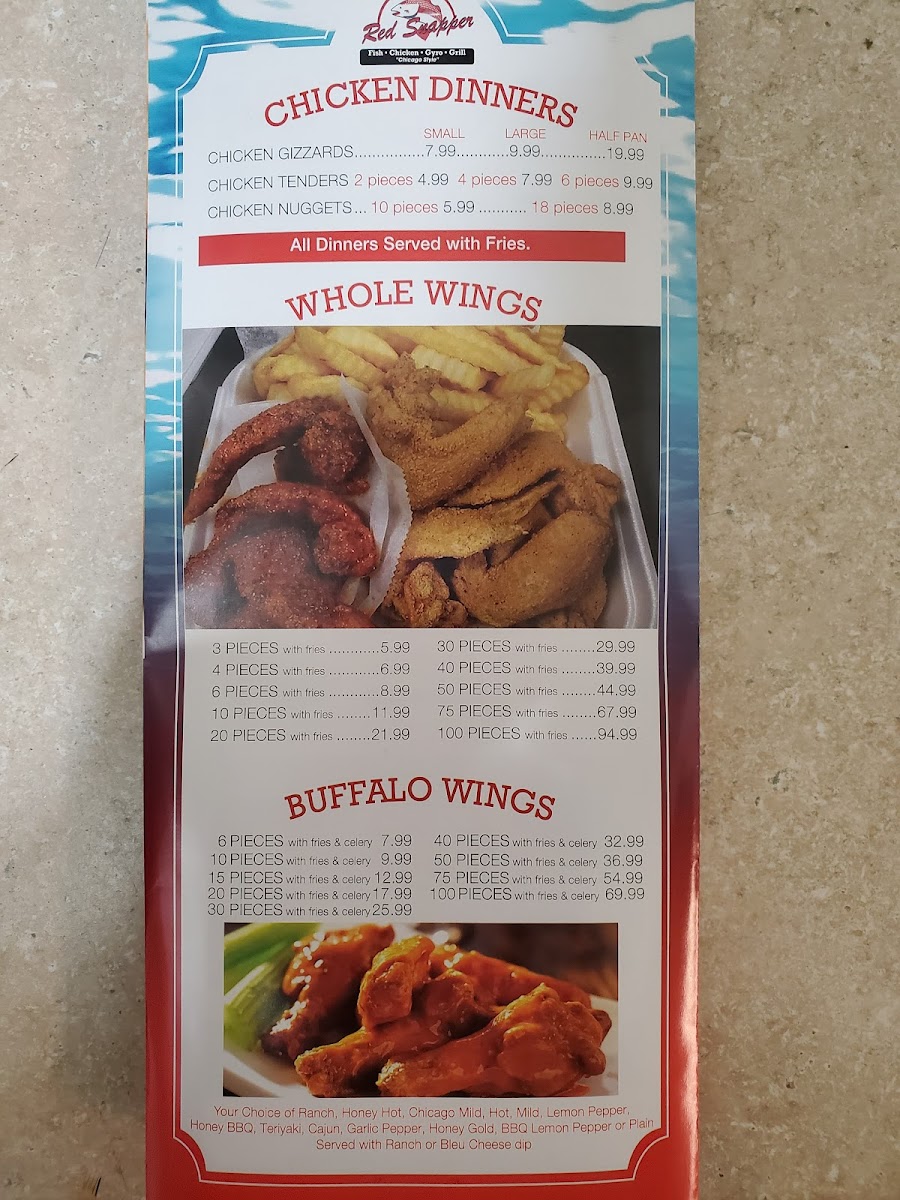 Red Snapper
Fish • Chicken • Gyro • Grill
"Chicago Style"
CHICKEN DINNERS
SMALL LARGE HALF PAN
CHICKEN GIZZARDS................7.99............9.99...............19.99
CHICKEN TENDERS 2 pieces 4.99 4 pieces 7.99 6 pieces 9.99
CHICKEN NUGGETS... 10 pieces 5.99 ........... 18 pieces 8.99
All Dinners Served with Fries.
WHOLE WINGS
3 PIECES with fries ............5.99
4 PIECES with fries ............6.99
6 PIECES with fries ............8.99
10 PIECES with fries ........11.99
20 PIECES with fries ........21.99
30 PIECES with fries ........29.99
40 PIECES with fries ........39.99
50 PIECES with fries ........44.99
75 PIECES with fries ........67.99
100 PIECES with fries ......94.99
BUFFALO WINGS
6 PIECES with fries & celery 7.99
10 PIECES with fries & celery 9.99
15 PIECES with fries & celery 12.99
20 PIECES with fries & celery 17.99
30 PIECES with fries & celery 25.99
40 PIECES with fries & celery 32.99
50 PIECES with fries & celery 36.99
75 PIECES with fries & celery 54.99
100 PIECES with fries & celery 69.99
Your Choice of Ranch, Honey Hot, Chicago Mild, Hot, Mild, Lemon Pepper,
Honey BBQ, Teriyaki, Cajun, Garlic Pepper, Honey Gold, BBQ Lemon Pepper or Plain
Served with Ranch or Bleu Cheese dip